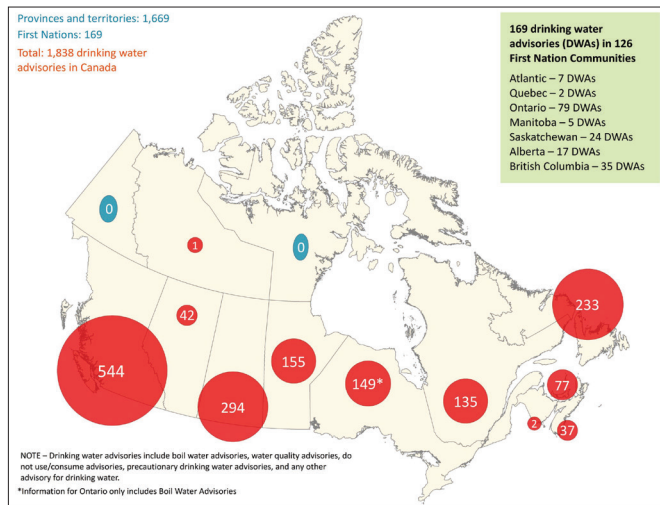 Provinces and territories: 1,669
First Nations: 169
Total: 1,838 drinking water
advisories in Canada
169 drinking water
advisories (DWAs) in 126
First Nation Communities
Atlantic – 7 DWAs
Quebec – 2 DWAs
Ontario – 79 DWAs
Manitoba – 5 DWAs
Saskatchewan – 24 DWAs
Alberta – 17 DWAs
British Columbia – 35 DWAs
0
1
0
42
233
544
155
149*
77
294
135
2
37
NOTE – Drinking water advisories include boil water advisories, water quality advisories, do
not use/consume advisories, precautionary drinking water advisories, and any other
advisory for drinking water.
*Information for Ontario only includes Boil Water Advisories